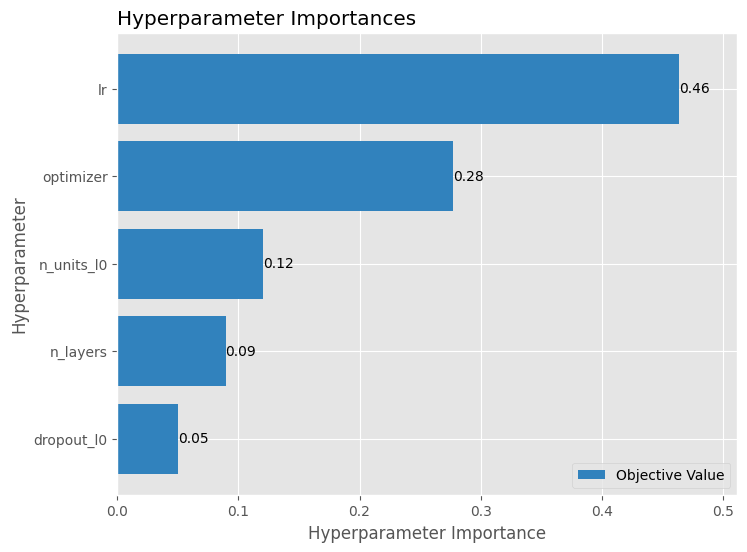 Hyperparameter Importances
Hyperparameter
lr
0.46
optimizer
0.28
n_units_l0
0.12
n_layers
0.09
dropout_l0
0.05
Objective Value
0.0 0.1 0.2 0.3 0.4 0.5
Hyperparameter Importance